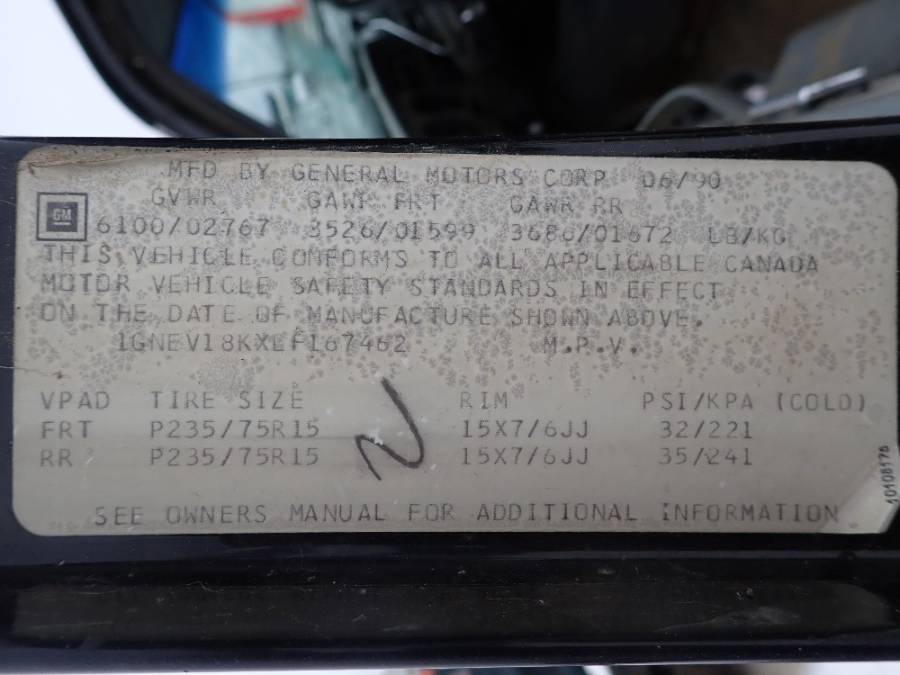 MFD BY GENERAL MOTORS CORP 06/90
GVWR GAWR FRT GAWR RR
GM
6100/02767 3526/01599 3686/01672 LB/KG
THIS VEHICLE CONFORMS TO ALL APPLICABLE CANADA
MOTOR VEHICLE SAFETY STANDARDS IN EFFECT
ON THE DATE OF MANUFACTURE SHOWN ABOVE.
1GNEV18KXLF167462 M.P.V.
VPAD TIRE SIZE RIM PSI/KPA (COLD)
FRT P235/75R15 15X7/6JJ 32/221
RR P235/75R15 15X7/6JJ 35/241
SEE OWNERS MANUAL FOR ADDITIONAL INFORMATION
10108178